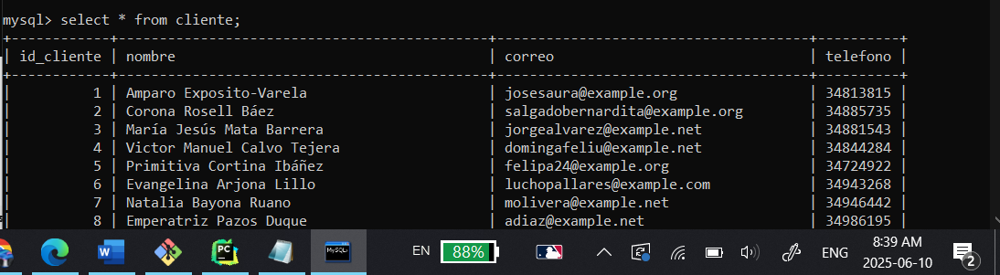 mysql> select * from cliente;
+------------+------------------------------------------+------------------------------------+----------+
| id_cliente | nombre | correo | telefono |
+------------+------------------------------------------+------------------------------------+----------+
| 1 | Amparo Exposito-Varela | josesaura@example.org | 34813815 |
| 2 | Corona Rosell Báez | salgadobernardita@example.org | 34885735 |
| 3 | María Jesús Mata Barrera | jorgealvarez@example.net | 34881543 |
| 4 | Victor Manuel Calvo Tejera | domingafeliu@example.net | 34844284 |
| 5 | Primitiva Cortina Ibáñez | felipa24@example.org | 34724922 |
| 6 | Evangelina Arjona Lillo | luchopallares@example.com | 34943268 |
| 7 | Natalia Bayona Ruano | molivera@example.net | 34946442 |
| 8 | Emperatriz Pazos Duque | adiaz@example.net | 34986195 |
W PC MySQL EN 88% ENG 8:39 AM 2
2025-06-10